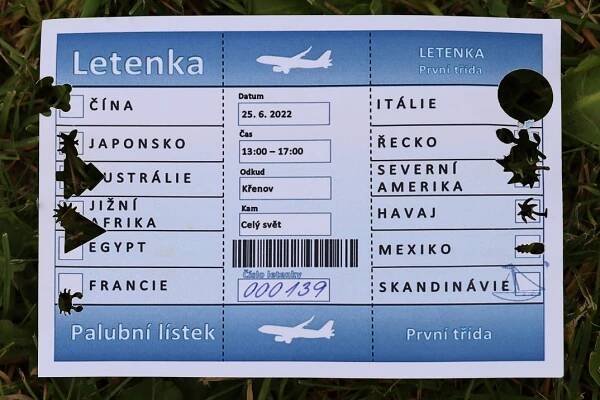 Letenka
LETENKA
První třída
ČÍNA
JAPONSKO
AUSTRÁLIE
JIŽNÍ
AFRIKA
EGYPT
FRANCIE
Datum
25. 6. 2022
Čas
13:00 – 17:00
Odkud
Křenov
Kam
Celý svět
Číslo letenky
000139
ITÁLIE
ŘECKO
SEVERNÍ
AMERIKA
HAVAJ
MEXIKO
SKANDINÁVIE
Palubní lístek
První třída